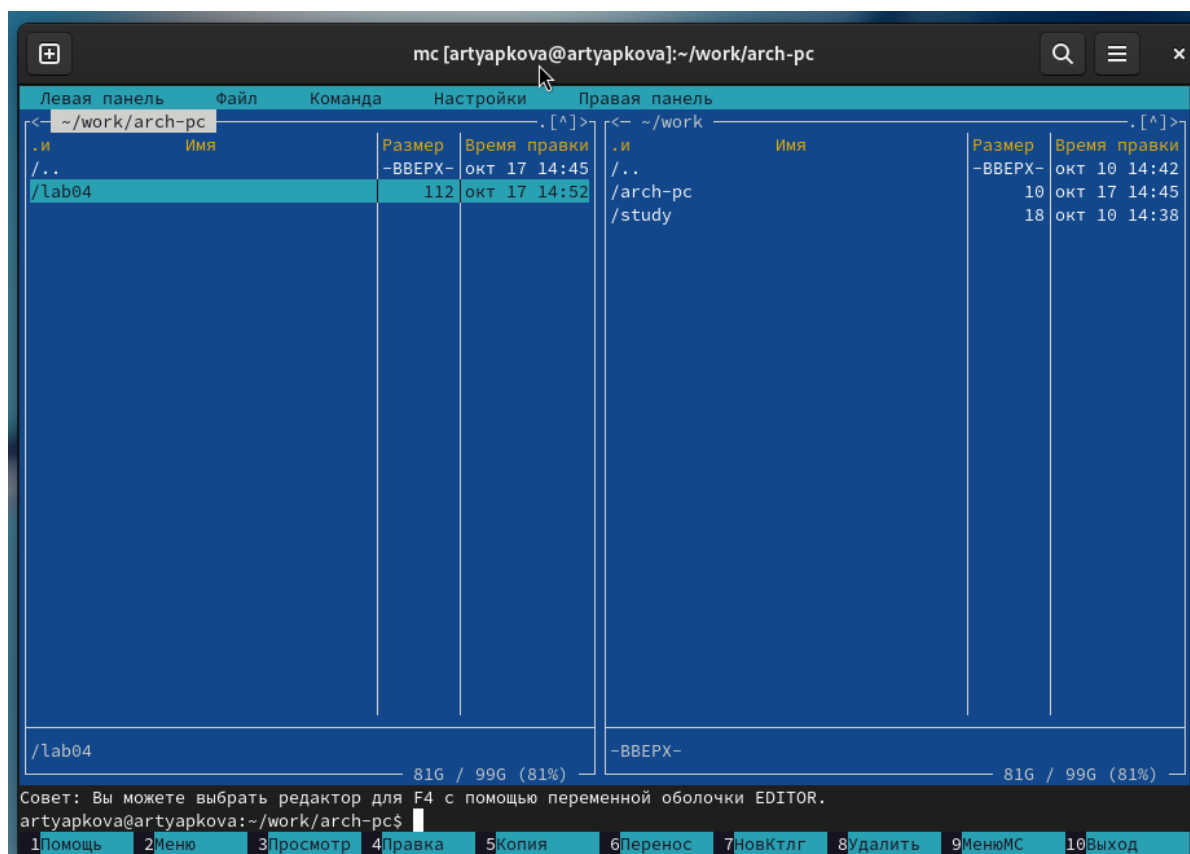 mc [artyapkova@artyapkova]:~/work/arch-pc
Левая панель Файл Команда Настройки Правая панель
<- ~/work/arch-pc .[^]> <- ~/work .[^]>
.и Имя Размер Время правки .и Имя Размер Время правки
/.. -ВВЕРХ- окт 17 14:45 /.. -ВВЕРХ- окт 10 14:42
/lab04 112 окт 17 14:52 /arch-pc 10 окт 17 14:45
/study 18 окт 10 14:38
/lab04 -ВВЕРХ-
81G / 99G (81%) 81G / 99G (81%)
Совет: Вы можете выбрать редактор для F4 с помощью переменной оболочки EDITOR.
artyapkova@artyapkova:~/work/arch-pc$
1Помощь 2Меню 3Просмотр 4Правка 5Копия 6Перенос 7НовКтлг 8Удалить 9МенюМС 10Выход